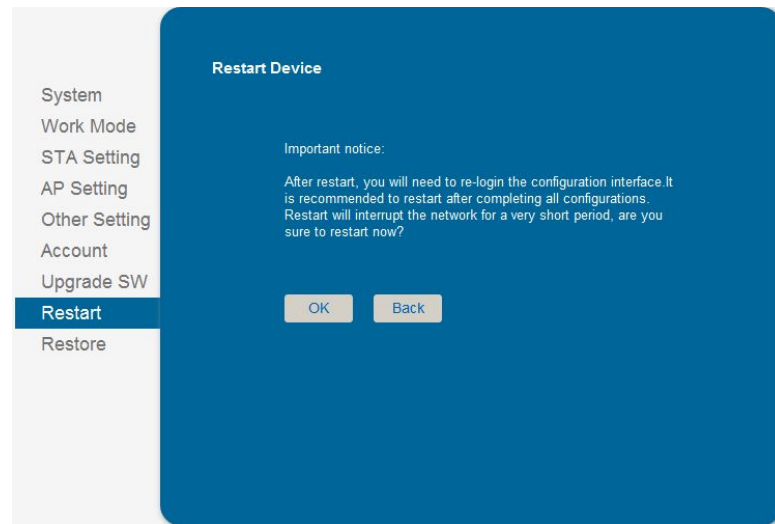 System
Work Mode
STA Setting
AP Setting
Other Setting
Account
Upgrade SW
Restart
Restore
Restart Device
Important notice:
After restart, you will need to re-login the configuration interface.It
is recommended to restart after completing all configurations.
Restart will interrupt the network for a very short period, are you
sure to restart now?
OK
Back